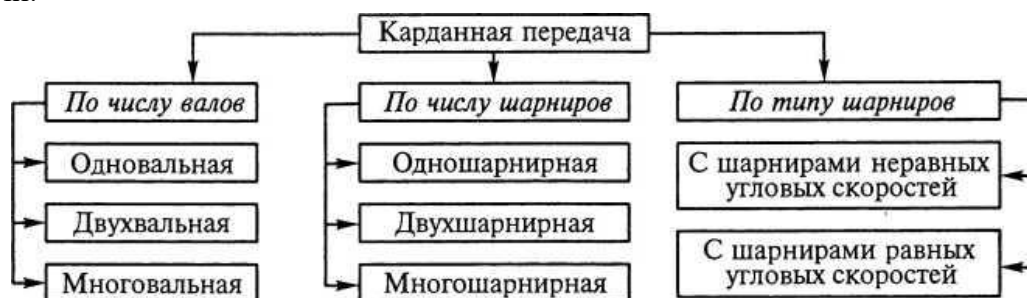 Карданная передача
По числу валов
Одновальная
Двухвальная
Многовальная
По числу шарниров
Одношарнирная
Двухшарнирная
Многошарнирная
По типу шарниров
С шарнирами неравных
угловых скоростей
С шарнирами равных
угловых скоростей